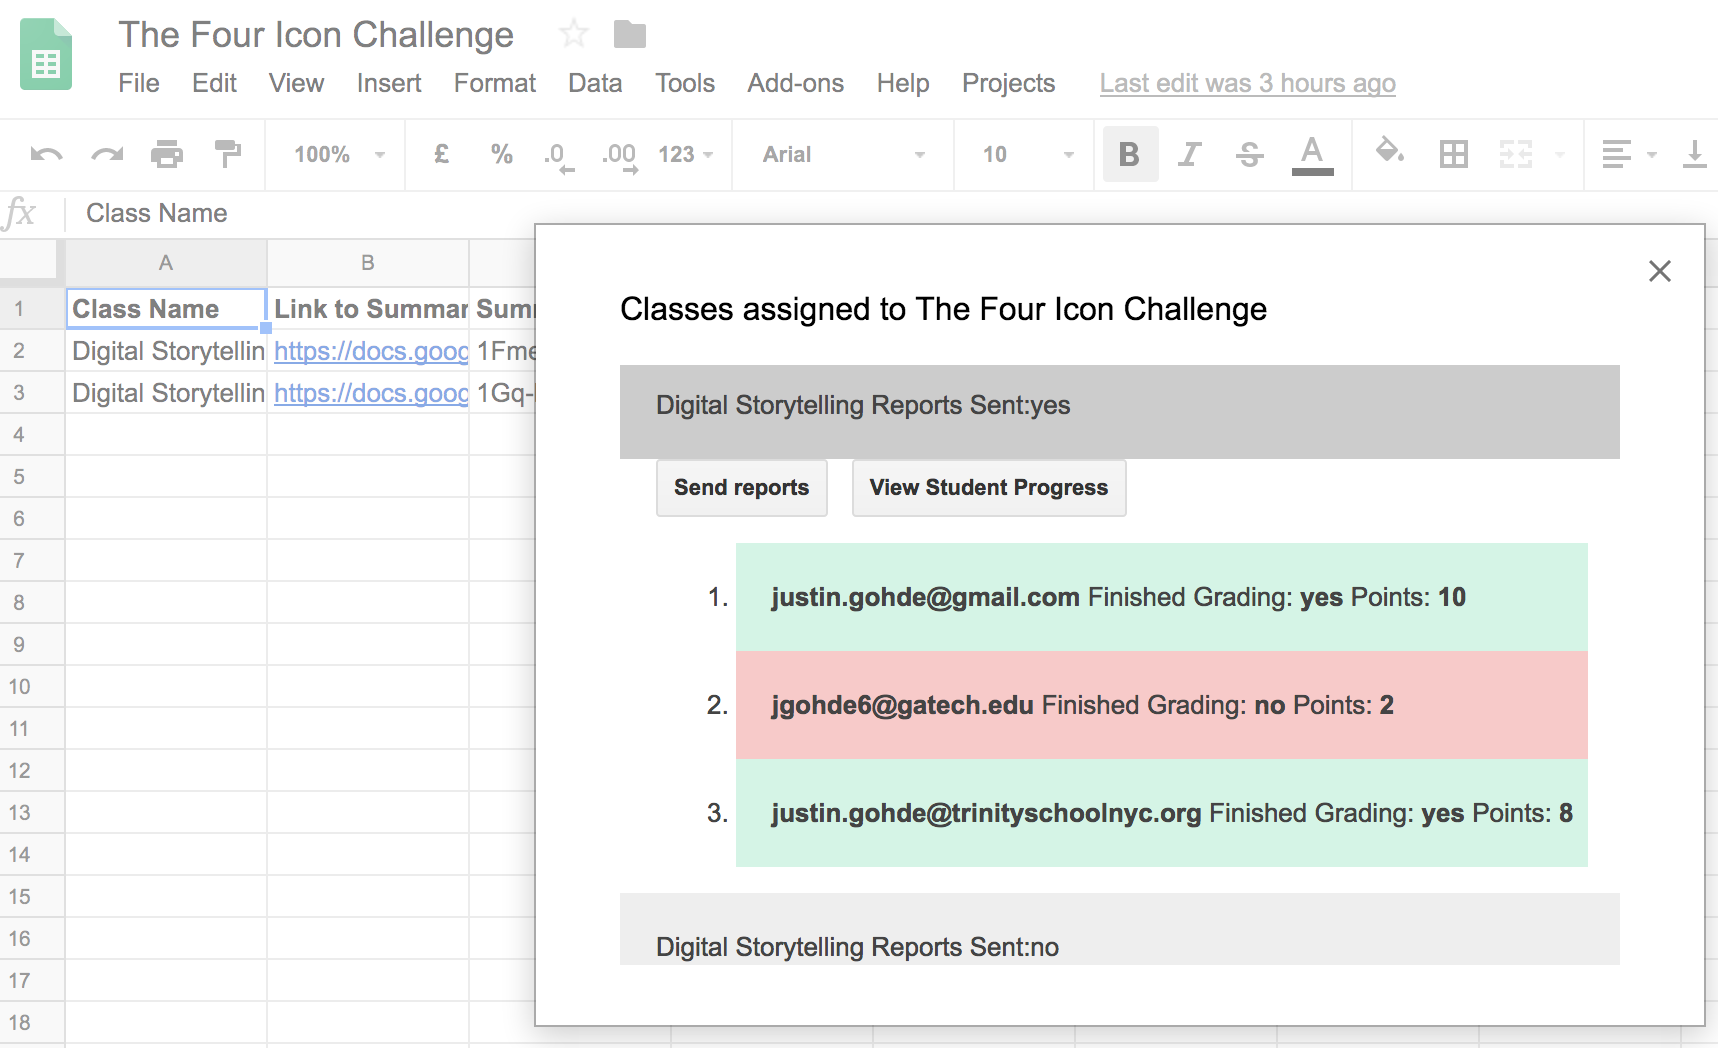 The Four Icon Challenge
File Edit View Insert Format Data Tools Add-ons Help Projects Last edit was 3 hours ago
100% £ % .0 .00 123 Arial 10 B I S A
fx Class Name
A B
1 Class Name Link to Summar Sum
2 Digital Storytellin https://docs.goog 1Fme
3 Digital Storytellin https://docs.goog 1Gq-
4
5
6
7
8
9
10
11
12
13
14
15
16
17
18
Classes assigned to The Four Icon Challenge
Digital Storytelling Reports Sent:yes
Send reports View Student Progress
1. justin.gohde@gmail.com Finished Grading: yes Points: 10
2. jgohde6@gatech.edu Finished Grading: no Points: 2
3. justin.gohde@trinityschoolnyc.org Finished Grading: yes Points: 8
Digital Storytelling Reports Sent:no